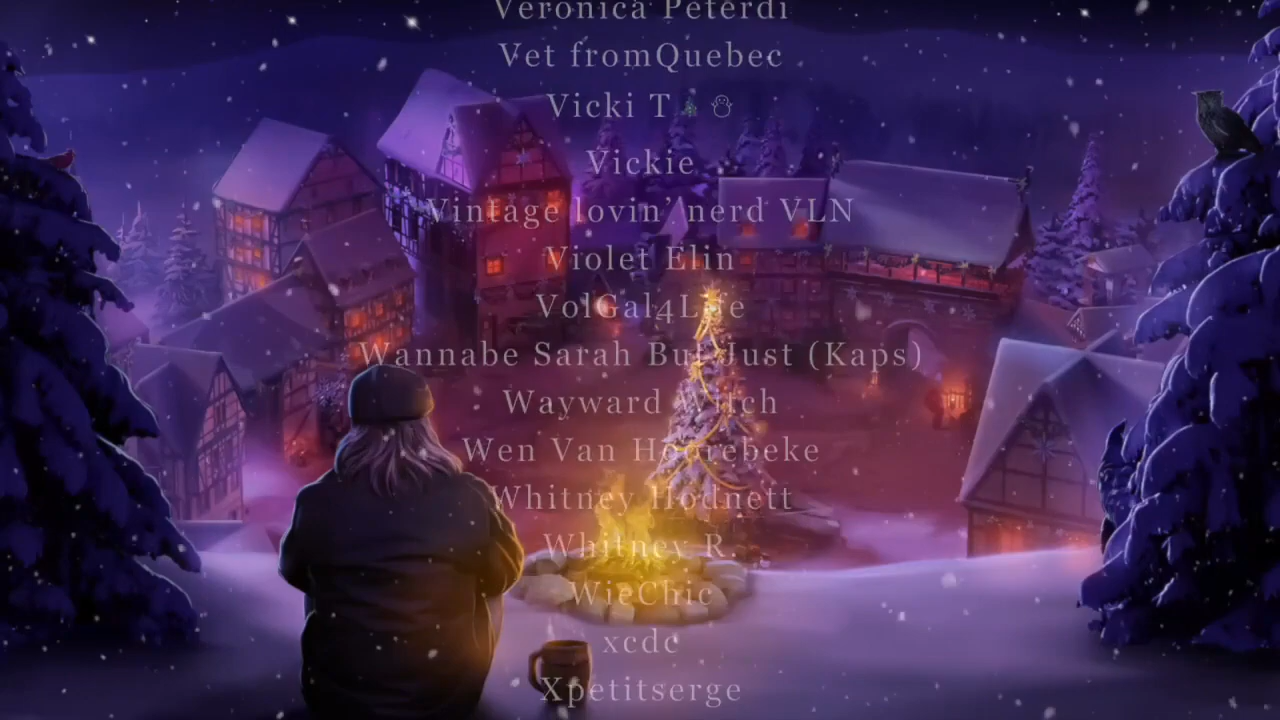 Veronica Peterdi
Vet fromQuebec
Vicki T🎄☃
Vickie
Vintage lovin’ nerd VLN
Violet Elin
VolGal4Life
Wannabe Sarah But Just (Kaps)
Wayward Witch
Wen Van Hoorebeke
Whitney Hodnett
Whitney R.
WieChic
xcdc
Xpetitserge